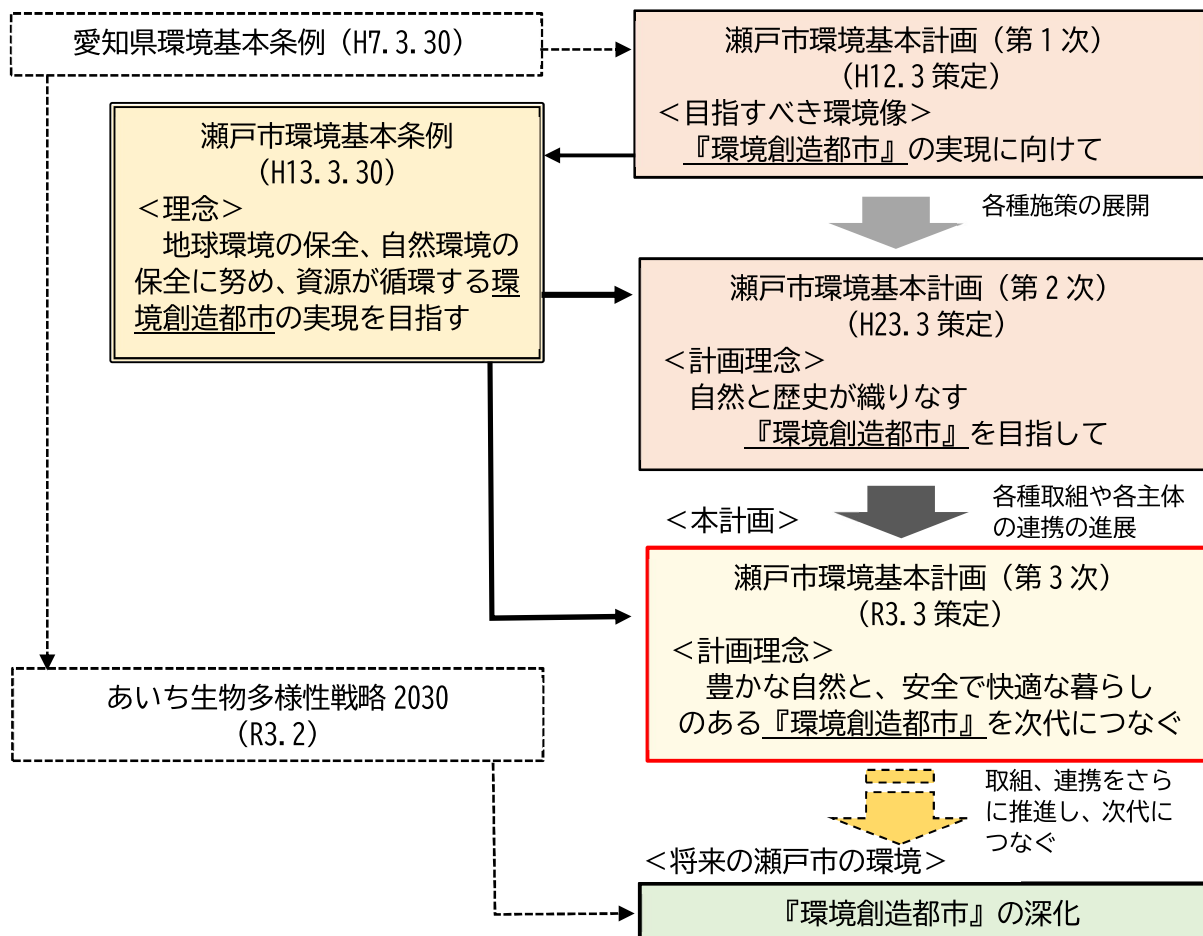 愛知県環境基本条例（H7.3.30）
瀬戸市環境基本計画（第１次）
（H12.3 策定）
＜目指すべき環境像＞
『環境創造都市』の実現に向けて
瀬戸市環境基本条例
（H13.3.30）
＜理念＞
地球環境の保全、自然環境の
保全に努め、資源が循環する環
境創造都市の実現を目指す
各種施策の展開
瀬戸市環境基本計画（第２次）
（H23.3 策定）
＜計画理念＞
自然と歴史が織りなす
『環境創造都市』を目指して
各種取組や各主体
の連携の進展
＜本計画＞
瀬戸市環境基本計画（第３次）
（R3.3 策定）
＜計画理念＞
豊かな自然と、安全で快適な暮らし
のある『環境創造都市』を次代につなぐ
あいち生物多様性戦略 2030
（R3.2）
取組、連携をさら
に推進し、次代に
つなぐ
＜将来の瀬戸市の環境＞
『環境創造都市』の深化